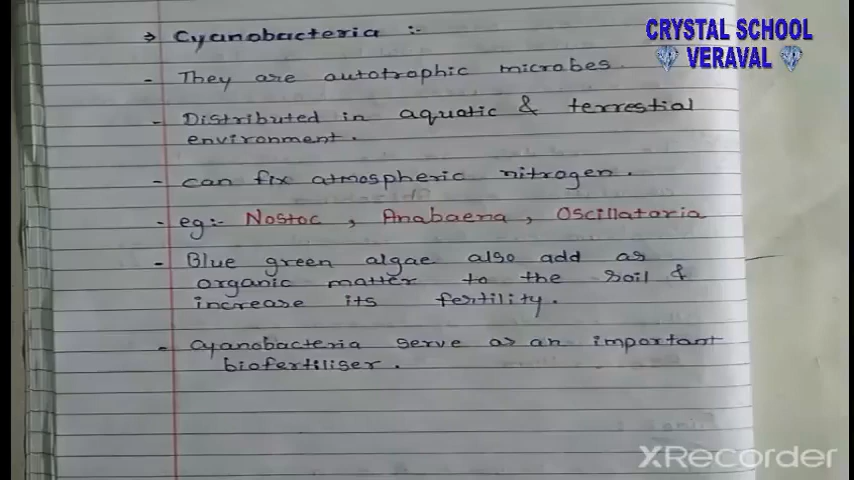 CRYSTAL SCHOOL
VERAVAL
→ Cyanobacteria :-
- They are autotrophic microbes.
- Distributed in aquatic & terrestial
environment.
- can fix atmospheric nitrogen.
- eg:- Nostoc, Anabaena, Oscillatoria
- Blue green algae also add as
organic matter to the soil &
increase its fertility.
- Cyanobacteria serve as an important
biofertiliser.
XRecorder